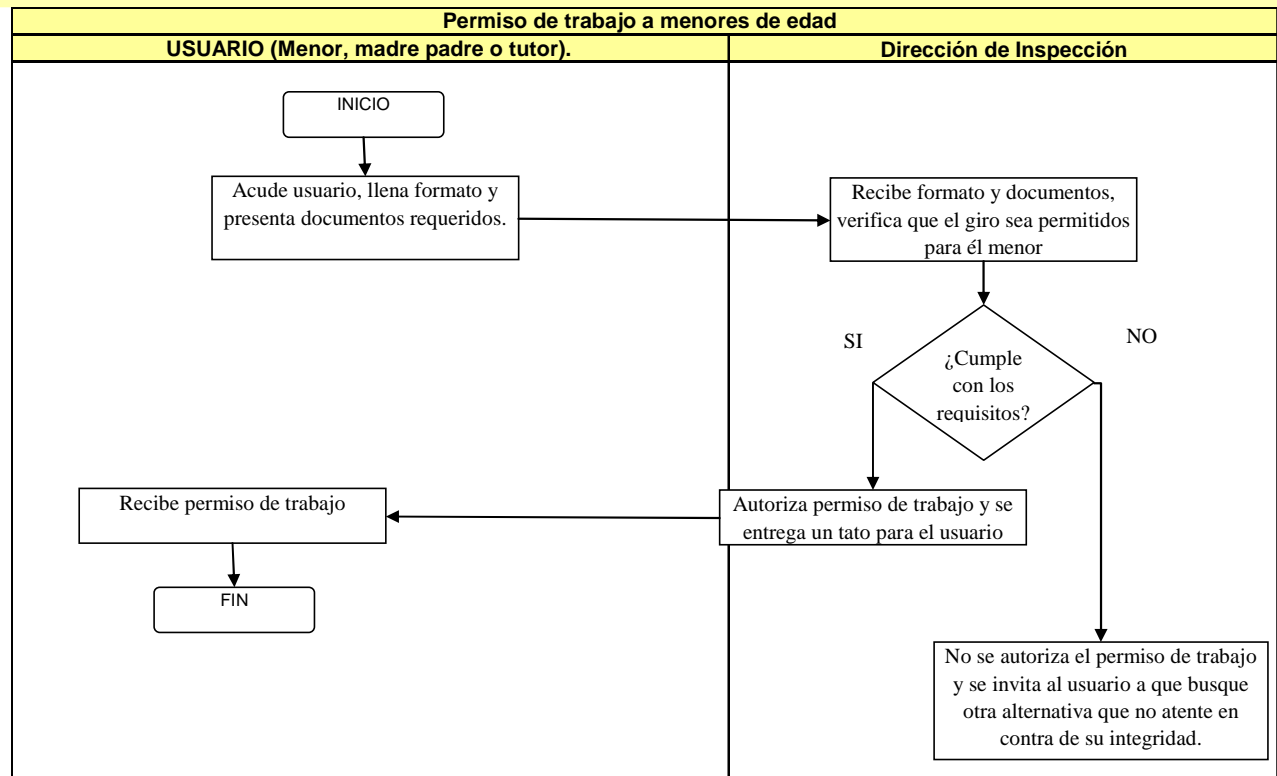 Permiso de trabajo a menores de edad
USUARIO (Menor, madre padre o tutor).
Dirección de Inspección
INICIO
Acude usuario, llena formato y
presenta documentos requeridos.
Recibe formato y documentos,
verifica que el giro sea permitidos
para él menor
SI
NO
¿Cumple
con los
requisitos?
Autoriza permiso de trabajo y se
entrega un tato para el usuario
Recibe permiso de trabajo
FIN
No se autoriza el permiso de trabajo
y se invita al usuario a que busque
otra alternativa que no atente en
contra de su integridad.